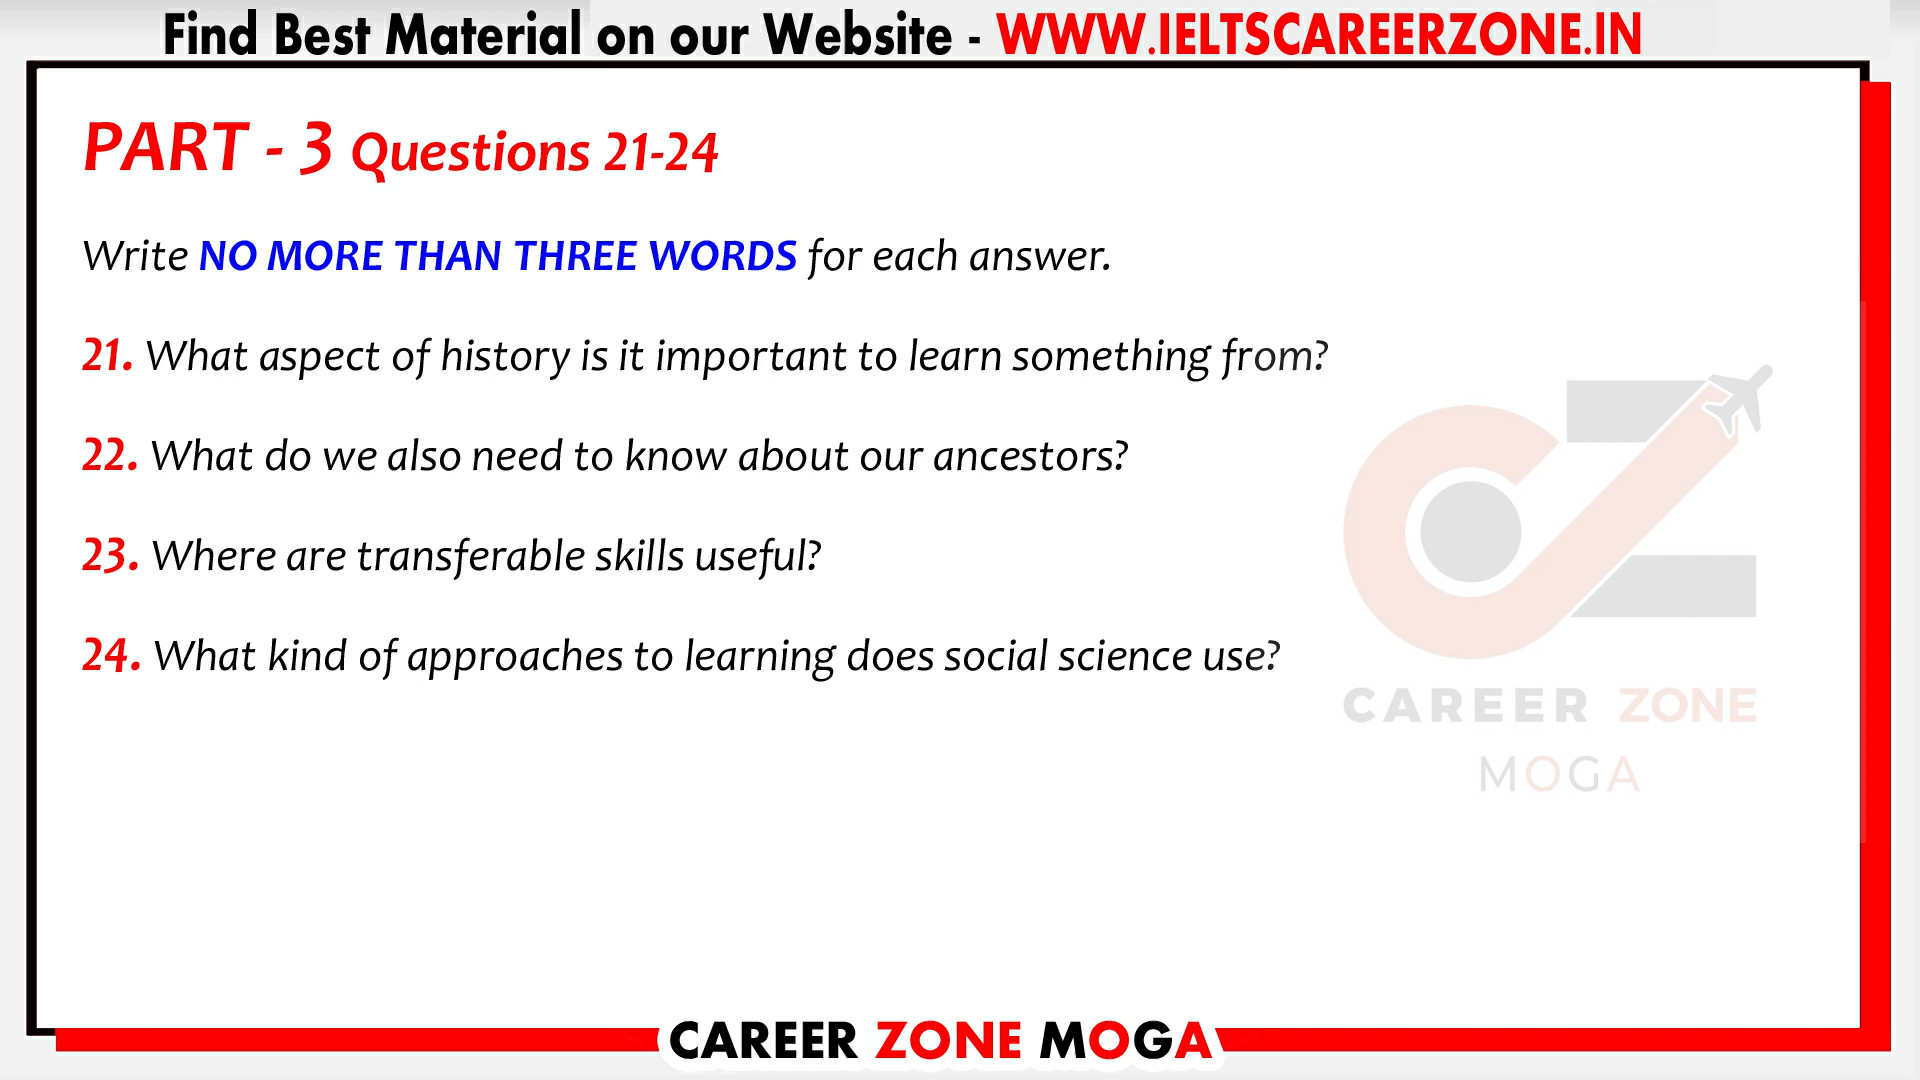 Find Best Material on our Website - WWW.IELTSCAREERZONE.IN
PART - 3 Questions 21-24
Write NO MORE THAN THREE WORDS for each answer.
21. What aspect of history is it important to learn something from?
22. What do we also need to know about our ancestors?
23. Where are transferable skills useful?
24. What kind of approaches to learning does social science use?
CAREER ZONE
MOGA
CAREER ZONE MOGA